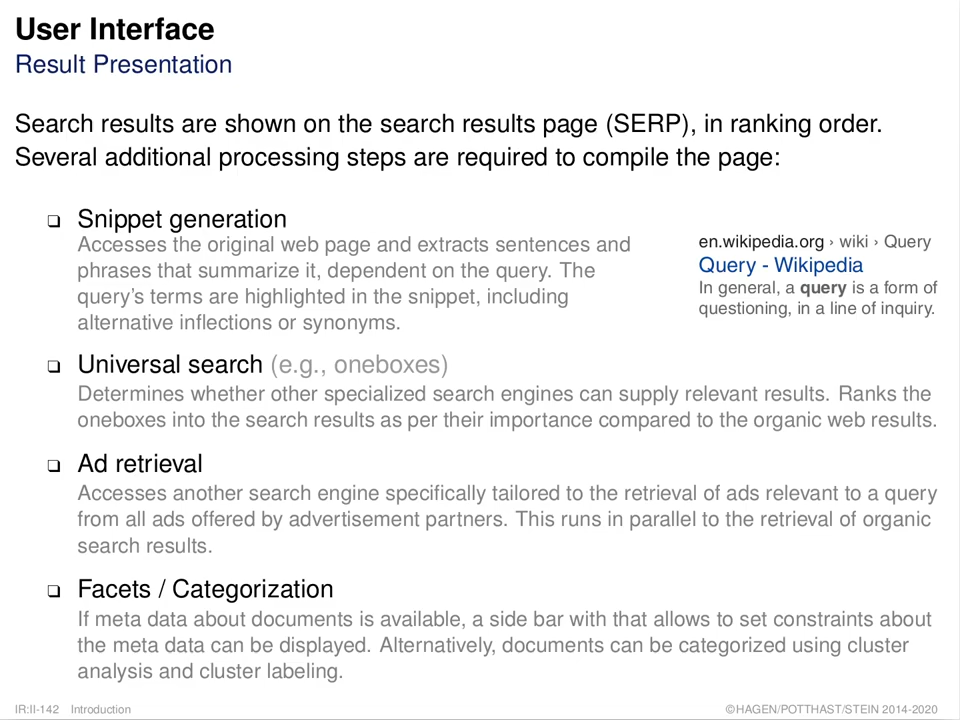 User Interface
Result Presentation
Search results are shown on the search results page (SERP), in ranking order.
Several additional processing steps are required to compile the page:
❑ Snippet generation
Accesses the original web page and extracts sentences and
phrases that summarize it, dependent on the query. The
query's terms are highlighted in the snippet, including
alternative inflections or synonyms.
en.wikipedia.org › wiki › Query
Query - Wikipedia
In general, a query is a form of
questioning, in a line of inquiry.
❑ Universal search (e.g., oneboxes)
Determines whether other specialized search engines can supply relevant results. Ranks the
oneboxes into the search results as per their importance compared to the organic web results.
❑ Ad retrieval
Accesses another search engine specifically tailored to the retrieval of ads relevant to a query
from all ads offered by advertisement partners. This runs in parallel to the retrieval of organic
search results.
❑ Facets / Categorization
If meta data about documents is available, a side bar with that allows to set constraints about
the meta data can be displayed. Alternatively, documents can be categorized using cluster
analysis and cluster labeling.
IR:II-142 Introduction
©HAGEN/POTTHAST/STEIN 2014-2020